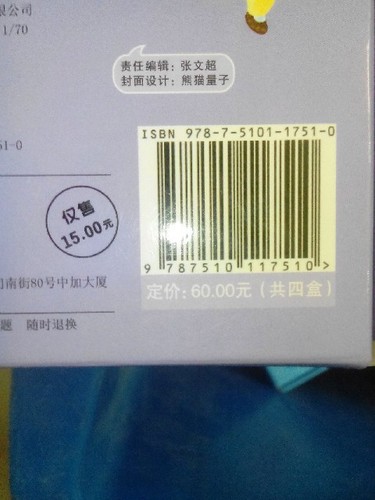 限公司
1/70
责任编辑：张文超
封面设计：熊猫量子
ISBN 978-7-5101-1751-0
51-0
仅售
15.00元
9 787510 117510 >
南街80号中加大厦
定价：60.00元（共四盒）
题 随时退换